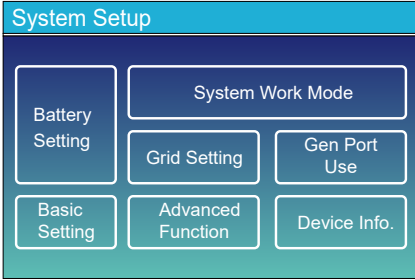 System Setup
Battery
Setting
System Work Mode
Grid Setting
Gen Port
Use
Basic
Setting
Advanced
Function
Device Info.